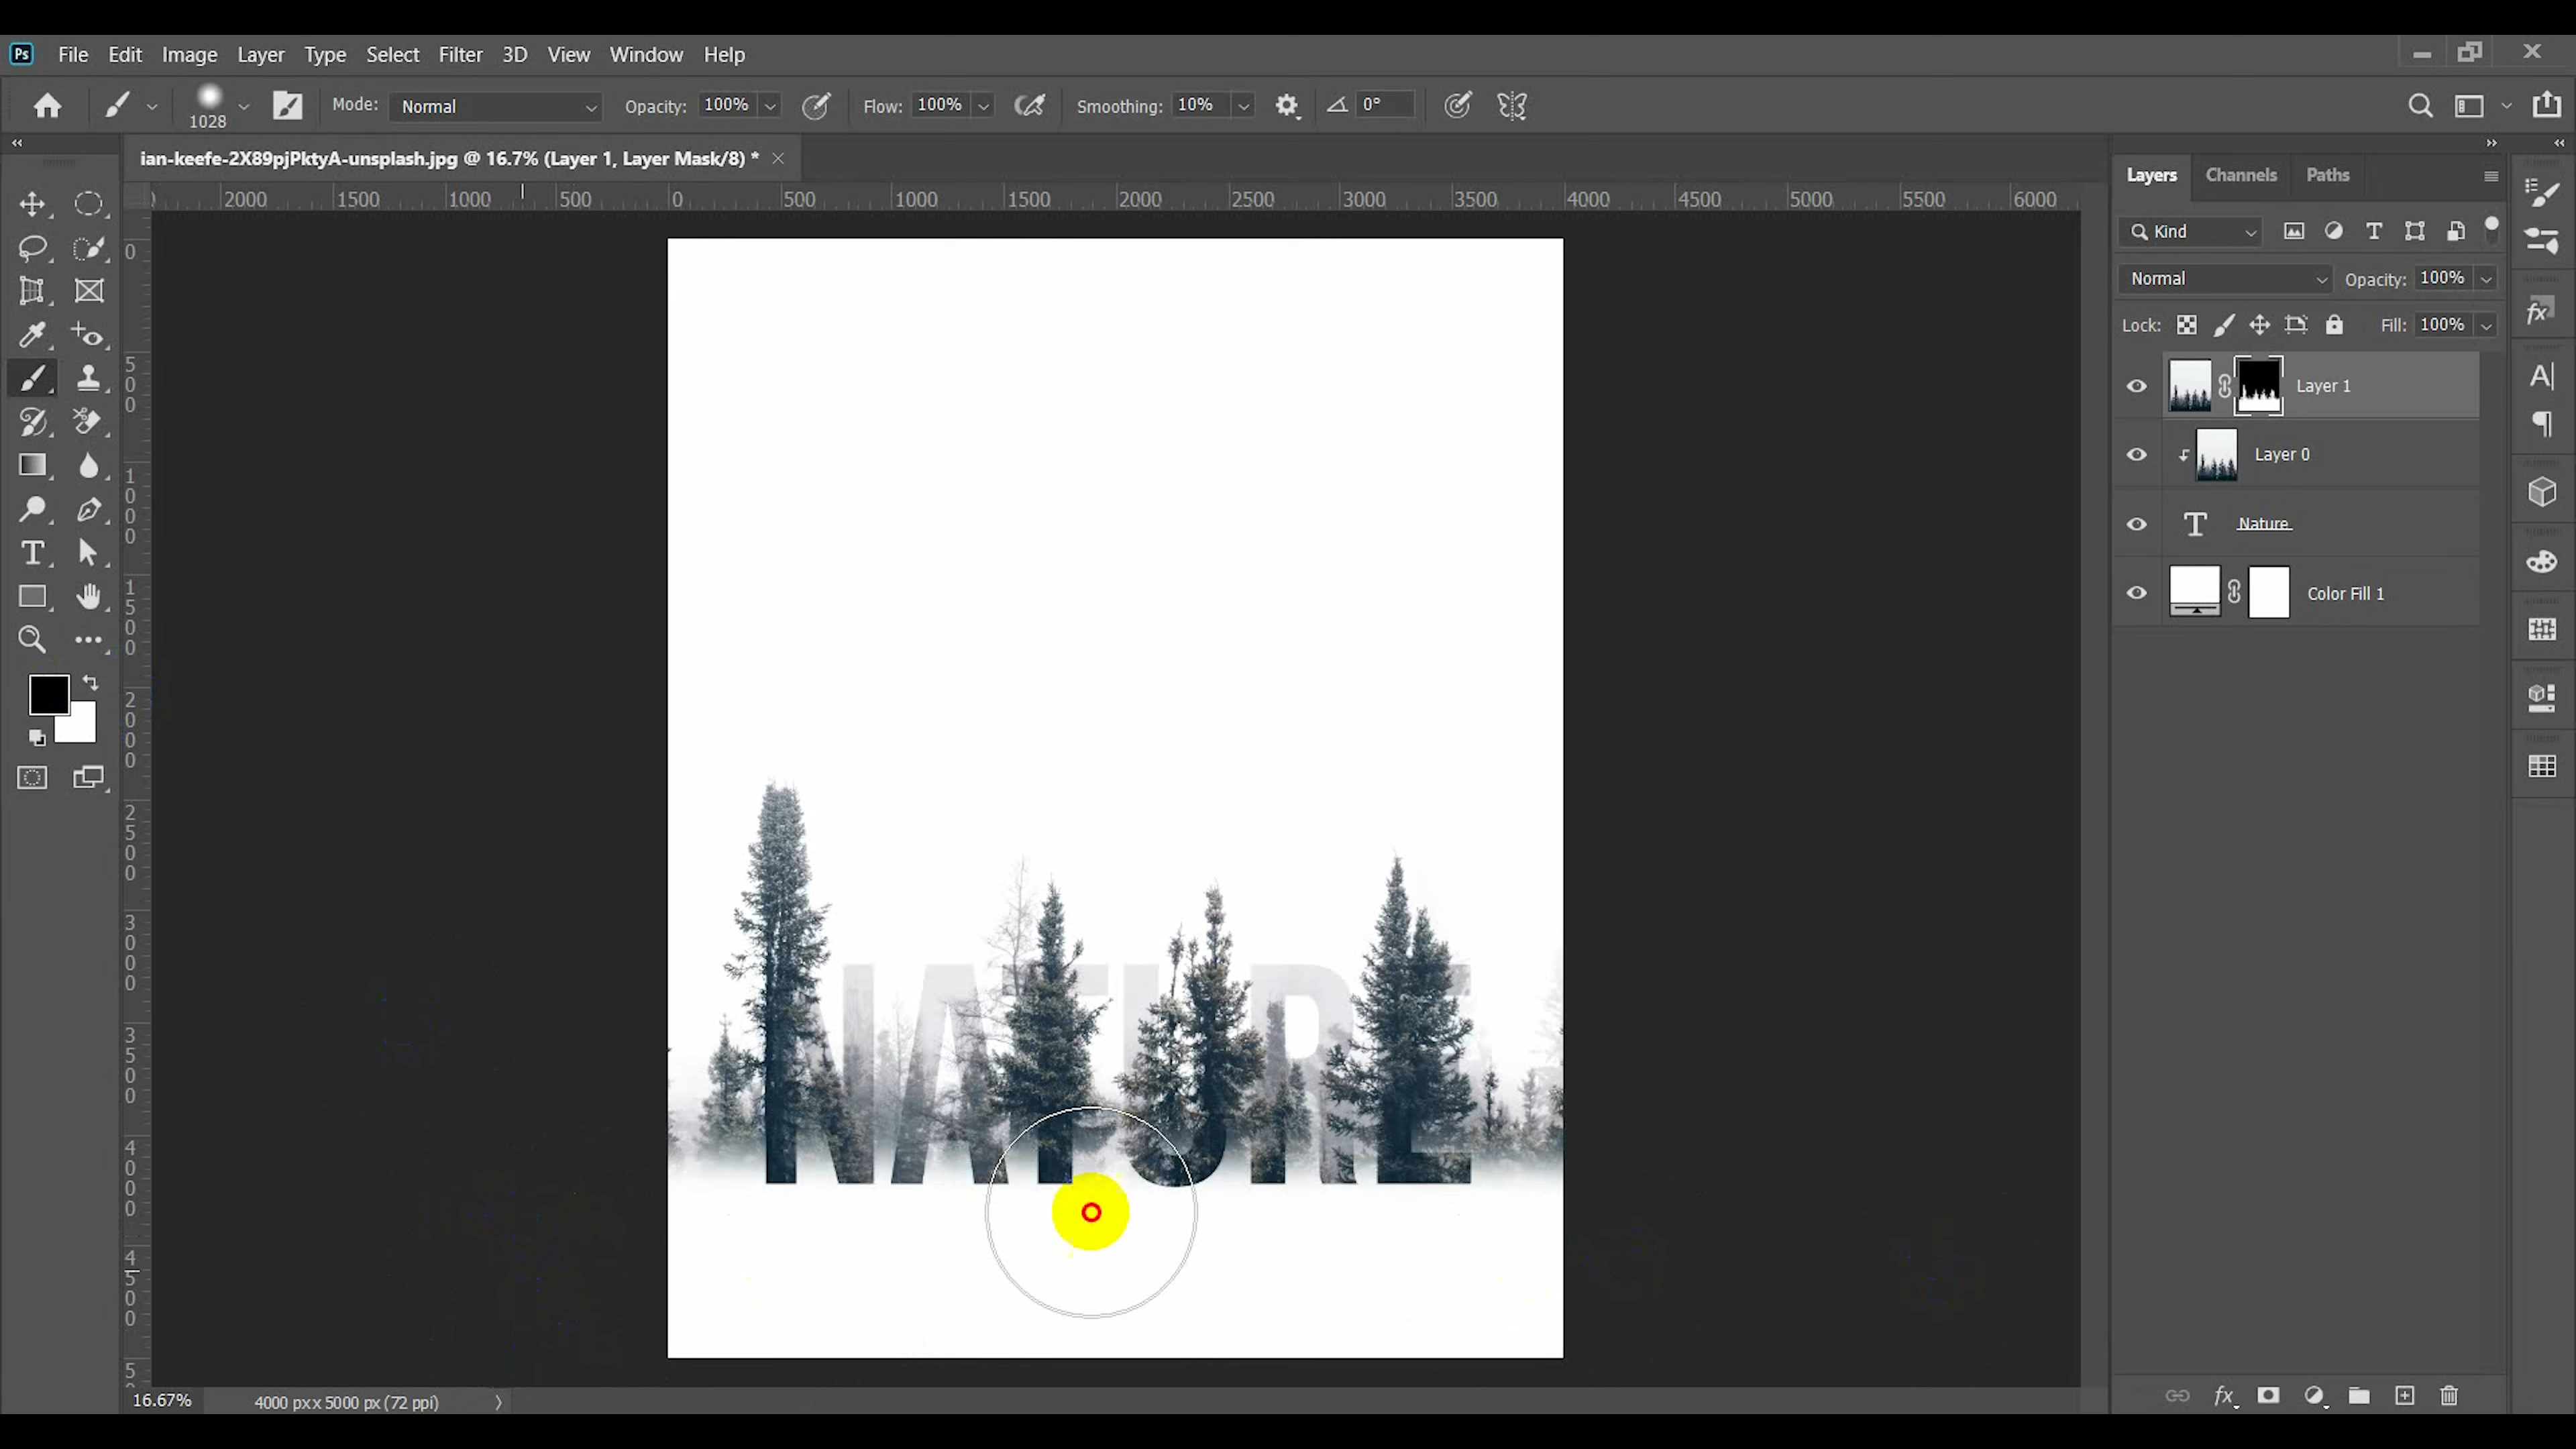 Ps File Edit Image Layer Type Select Filter 3D View Window Help
1028 Mode: Normal Opacity: 100% Flow: 100% Smoothing: 10% 0°
ian-keefe-2X89pjPktyA-unsplash.jpg @ 16.7% (Layer 1, Layer Mask/8) *
2000 1500 1000 500 0 500 1000 1500 2000 2500 3000 3500 4000 4500 5000 5500 6000
0
500
1000
1500
2000
2500
3000
3500
4000
4500
5
NATURE
16.67% 4000 px x 5000 px (72 ppi)
Layers Channels Paths
Kind
Normal Opacity: 100%
Lock: Fill: 100%
Layer 1
Layer 0
T Nature
Color Fill 1
fx